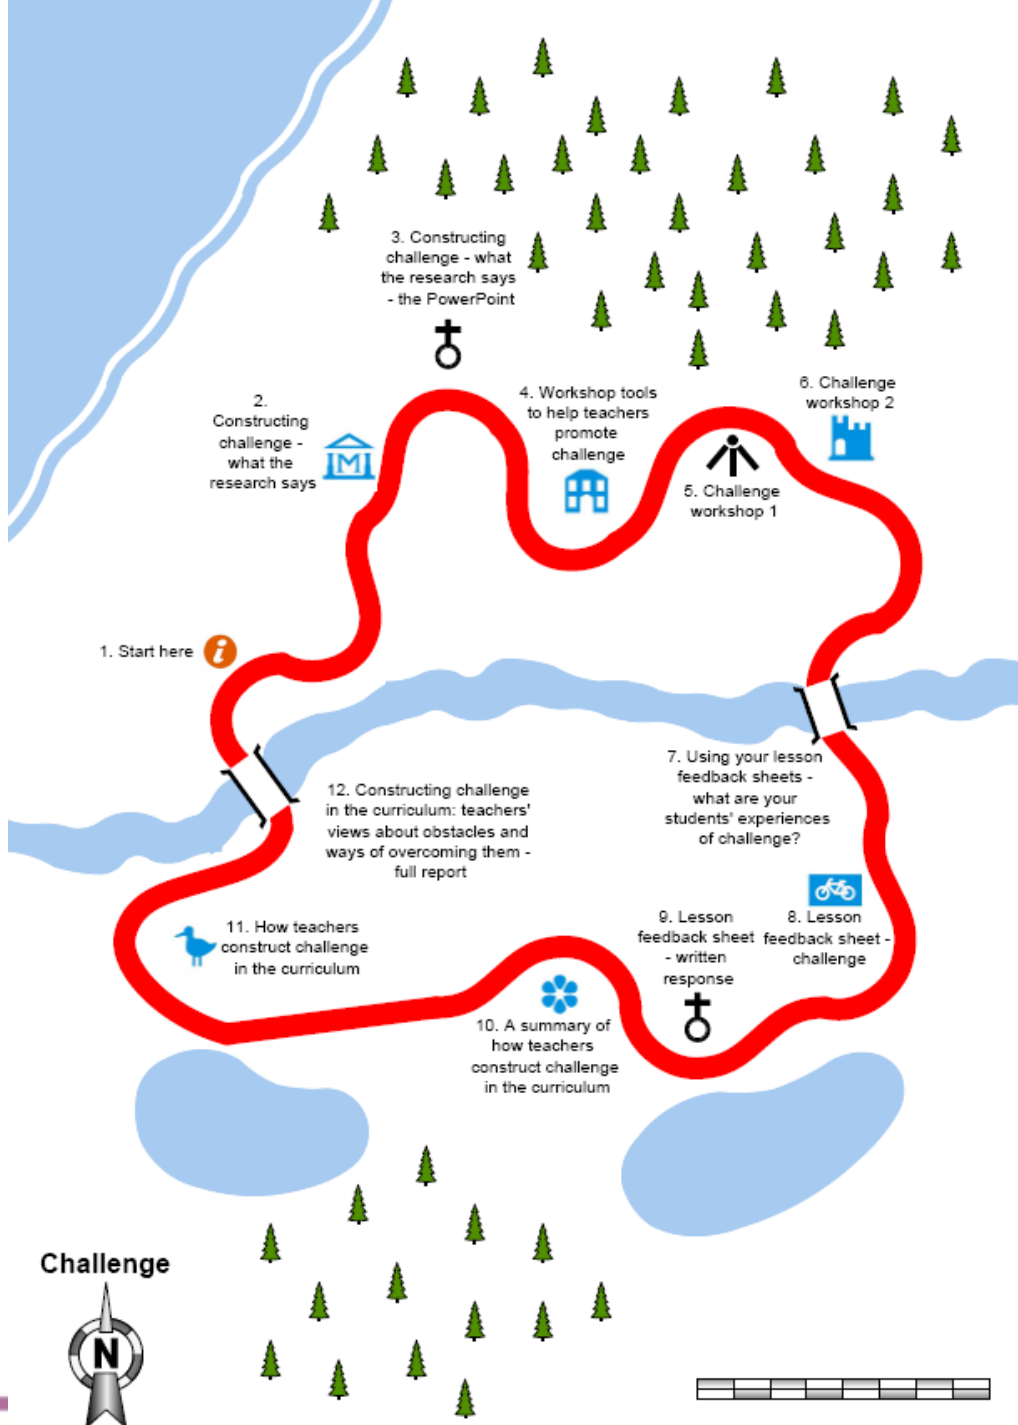 3. Constructing
challenge - what
the research says
- the PowerPoint
2.
Constructing
challenge -
what the
research says
M
4. Workshop tools
to help teachers
promote
challenge
6. Challenge
workshop 2
5. Challenge
workshop 1
1. Start here
i
7. Using your lesson
feedback sheets -
what are your
students' experiences
of challenge?
12. Constructing challenge
in the curriculum: teachers'
views about obstacles and
ways of overcoming them -
full report
8. Lesson
feedback sheet -
challenge
9. Lesson
feedback sheet
- written
response
11. How teachers
construct challenge
in the curriculum
10. A summary of
how teachers
construct challenge
in the curriculum
Challenge
N